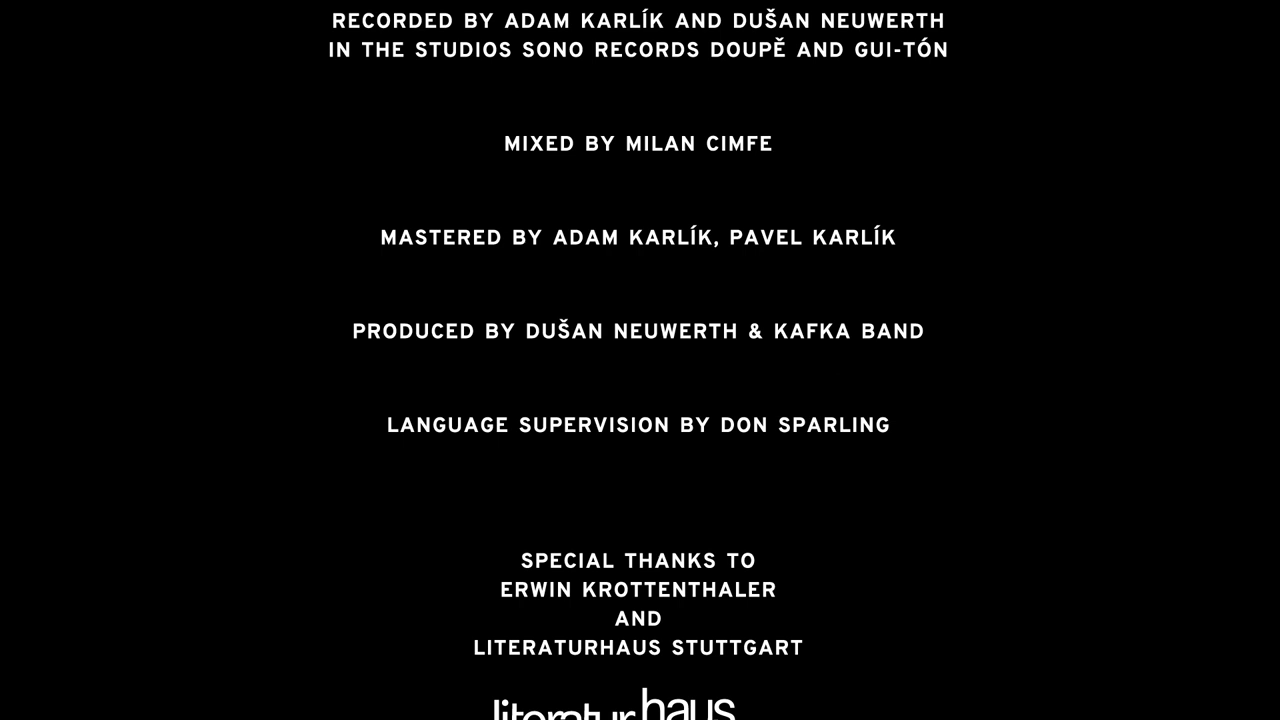 RECORDED BY ADAM KARLÍK AND DUŠAN NEUWERTH
IN THE STUDIOS SONO RECORDS DOUPĚ AND GUI-TÓN
MIXED BY MILAN CIMFE
MASTERED BY ADAM KARLÍK, PAVEL KARLÍK
PRODUCED BY DUŠAN NEUWERTH & KAFKA BAND
LANGUAGE SUPERVISION BY DON SPARLING
SPECIAL THANKS TO
ERWIN KROTTENTHALER
AND
LITERATURHAUS STUTTGART
literaturhaus